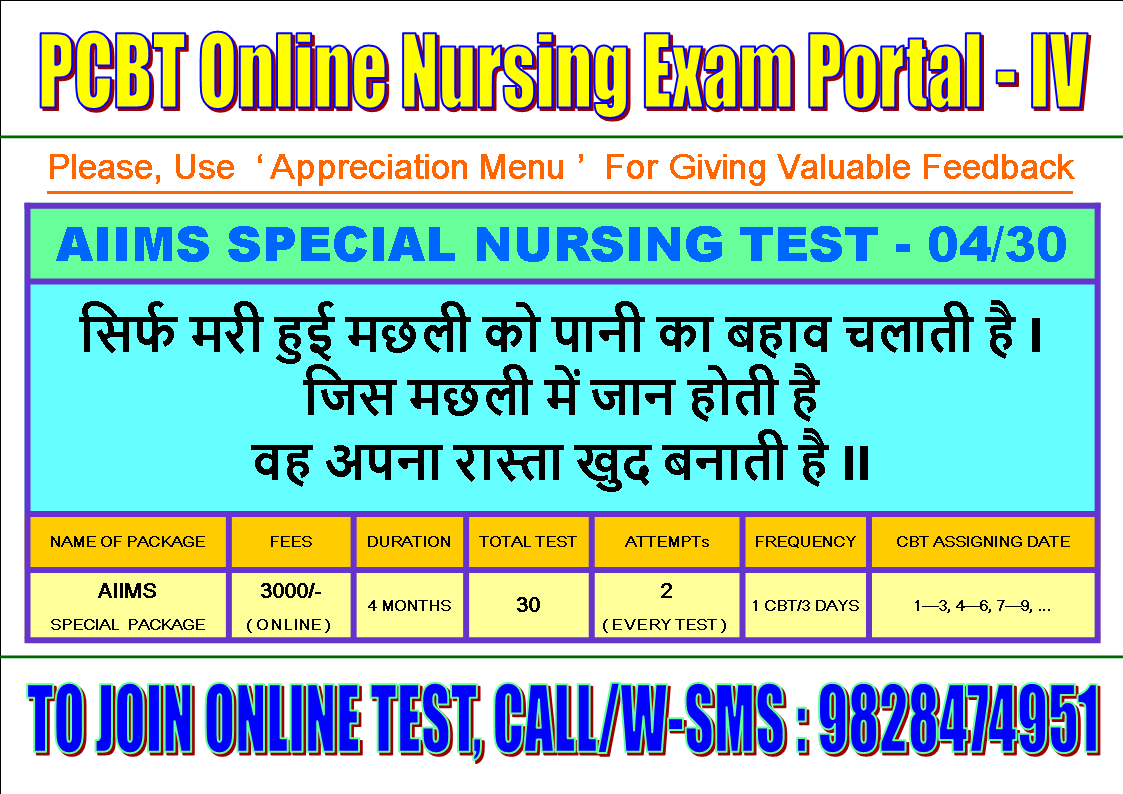 PCBT Online Nursing Exam Portal - IV
Please, Use ‘ Appreciation Menu ’ For Giving Valuable Feedback
AIIMS SPECIAL NURSING TEST - 04/30
सिर्फ मरी हुई मछली को पानी का बहाव चलाती है I
जिस मछली में जान होती है
वह अपना रास्ता खुद बनाती है II
NAME OF PACKAGE FEES DURATION TOTAL TEST ATTEMPTs FREQUENCY CBT ASSIGNING DATE
AIIMS 3000/- 2
4 MONTHS 30 1 CBT/3 DAYS 1—3, 4—6, 7—9, ...
SPECIAL PACKAGE ( ONLINE ) ( EVERY TEST )
TO JOIN ONLINE TEST, CALL/W-SMS : 9828474951